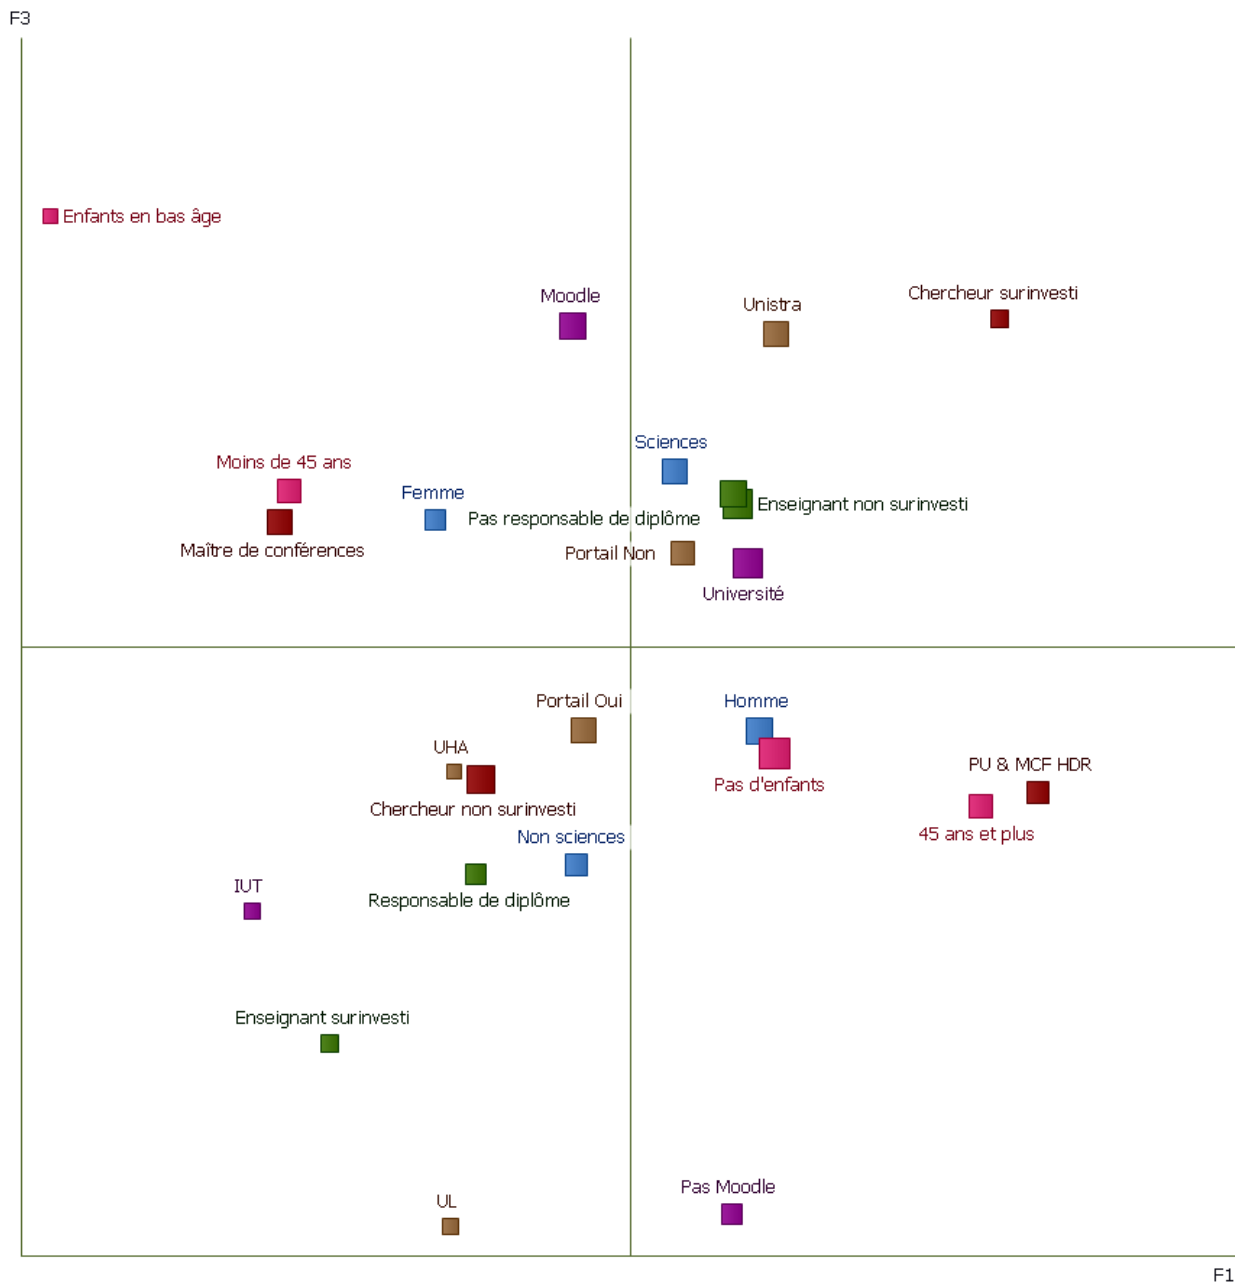 F3
Enfants en bas âge
Moodle
Unistra
Chercheur surinvesti
Sciences
Moins de 45 ans
Femme
Pas responsable de diplôme
Enseignant non surinvesti
Maître de conférences
Portail Non
Université
Portail Oui
Homme
UHA
PU & MCF HDR
Pas d'enfants
Chercheur non surinvesti
45 ans et plus
Non sciences
IUT
Responsable de diplôme
Enseignant surinvesti
Pas Moodle
UL
F1